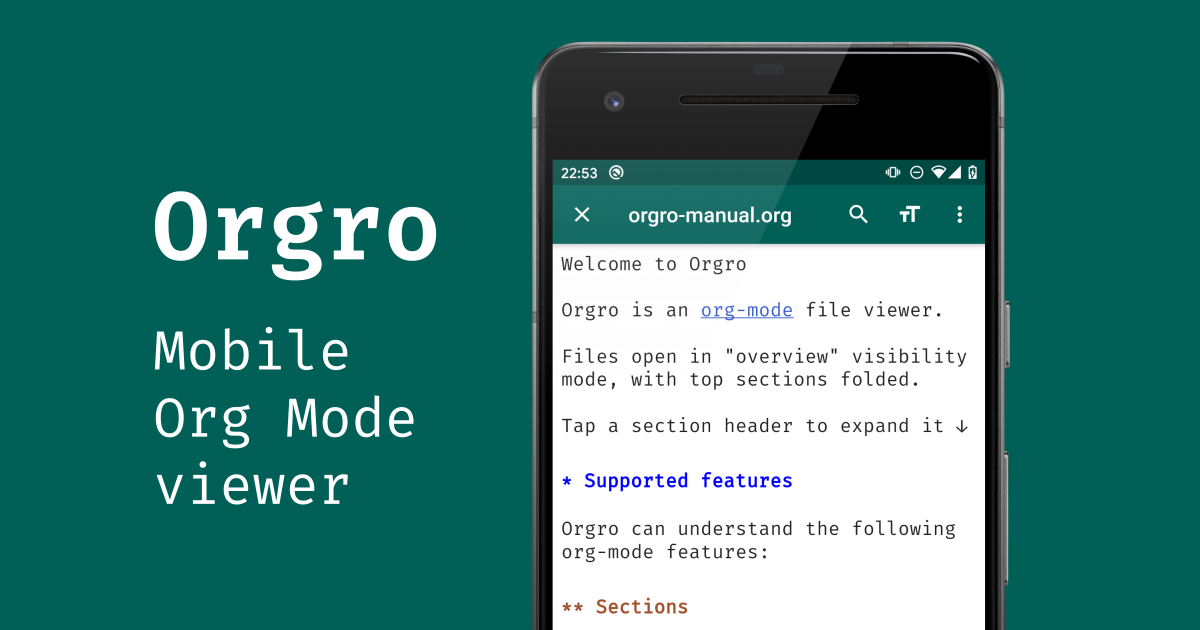 Orgro
Mobile
Org Mode
viewer
22:53
orgro-manual.org
Welcome to Orgro
Orgro is an org-mode file viewer.
Files open in "overview" visibility
mode, with top sections folded.
Tap a section header to expand it ↓
* Supported features
Orgro can understand the following
org-mode features:
** Sections